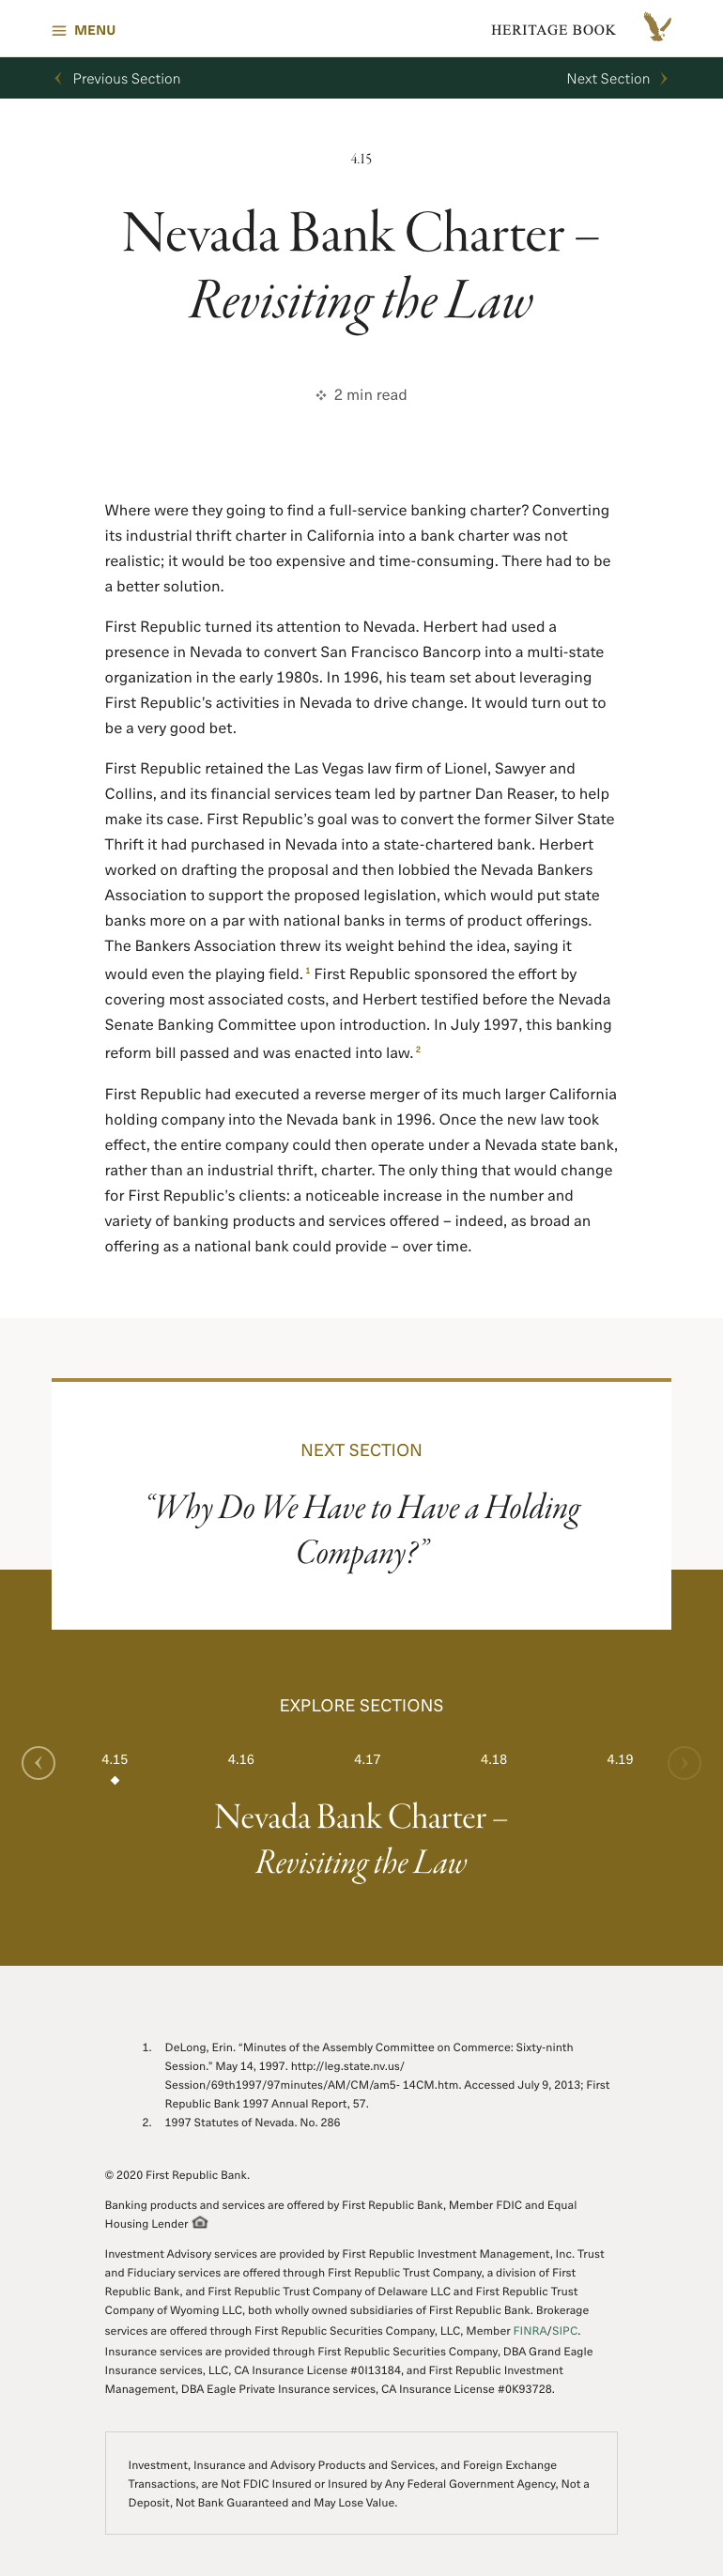 MENU
HERITAGE BOOK
Previous Section
Next Section
4.15
Nevada Bank Charter –
Revisiting the Law
2 min read
Where were they going to find a full-service banking charter? Converting
its industrial thrift charter in California into a bank charter was not
realistic; it would be too expensive and time-consuming. There had to be
a better solution.
First Republic turned its attention to Nevada. Herbert had used a
presence in Nevada to convert San Francisco Bancorp into a multi-state
organization in the early 1980s. In 1996, his team set about leveraging
First Republic’s activities in Nevada to drive change. It would turn out to
be a very good bet.
First Republic retained the Las Vegas law firm of Lionel, Sawyer and
Collins, and its financial services team led by partner Dan Reaser, to help
make its case. First Republic’s goal was to convert the former Silver State
Thrift it had purchased in Nevada into a state-chartered bank. Herbert
worked on drafting the proposal and then lobbied the Nevada Bankers
Association to support the proposed legislation, which would put state
banks more on a par with national banks in terms of product offerings.
The Bankers Association threw its weight behind the idea, saying it
would even the playing field. 1 First Republic sponsored the effort by
covering most associated costs, and Herbert testified before the Nevada
Senate Banking Committee upon introduction. In July 1997, this banking
reform bill passed and was enacted into law. 2
First Republic had executed a reverse merger of its much larger California
holding company into the Nevada bank in 1996. Once the new law took
effect, the entire company could then operate under a Nevada state bank,
rather than an industrial thrift, charter. The only thing that would change
for First Republic’s clients: a noticeable increase in the number and
variety of banking products and services offered – indeed, as broad an
offering as a national bank could provide – over time.
NEXT SECTION
“Why Do We Have to Have a Holding
Company?”
EXPLORE SECTIONS
4.15 4.16 4.17 4.18 4.19
Nevada Bank Charter –
Revisiting the Law
1. DeLong, Erin. “Minutes of the Assembly Committee on Commerce: Sixty-ninth
Session.” May 14, 1997. http://leg.state.nv.us/
Session/69th1997/97minutes/AM/CM/am5- 14CM.htm. Accessed July 9, 2013; First
Republic Bank 1997 Annual Report, 57.
2. 1997 Statutes of Nevada. No. 286
© 2020 First Republic Bank.
Banking products and services are offered by First Republic Bank, Member FDIC and Equal
Housing Lender
Investment Advisory services are provided by First Republic Investment Management, Inc. Trust
and Fiduciary services are offered through First Republic Trust Company, a division of First
Republic Bank, and First Republic Trust Company of Delaware LLC and First Republic Trust
Company of Wyoming LLC, both wholly owned subsidiaries of First Republic Bank. Brokerage
services are offered through First Republic Securities Company, LLC, Member FINRA/SIPC.
Insurance services are provided through First Republic Securities Company, DBA Grand Eagle
Insurance services, LLC, CA Insurance License #0I13184, and First Republic Investment
Management, DBA Eagle Private Insurance services, CA Insurance License #0K93728.
Investment, Insurance and Advisory Products and Services, and Foreign Exchange
Transactions, are Not FDIC Insured or Insured by Any Federal Government Agency, Not a
Deposit, Not Bank Guaranteed and May Lose Value.